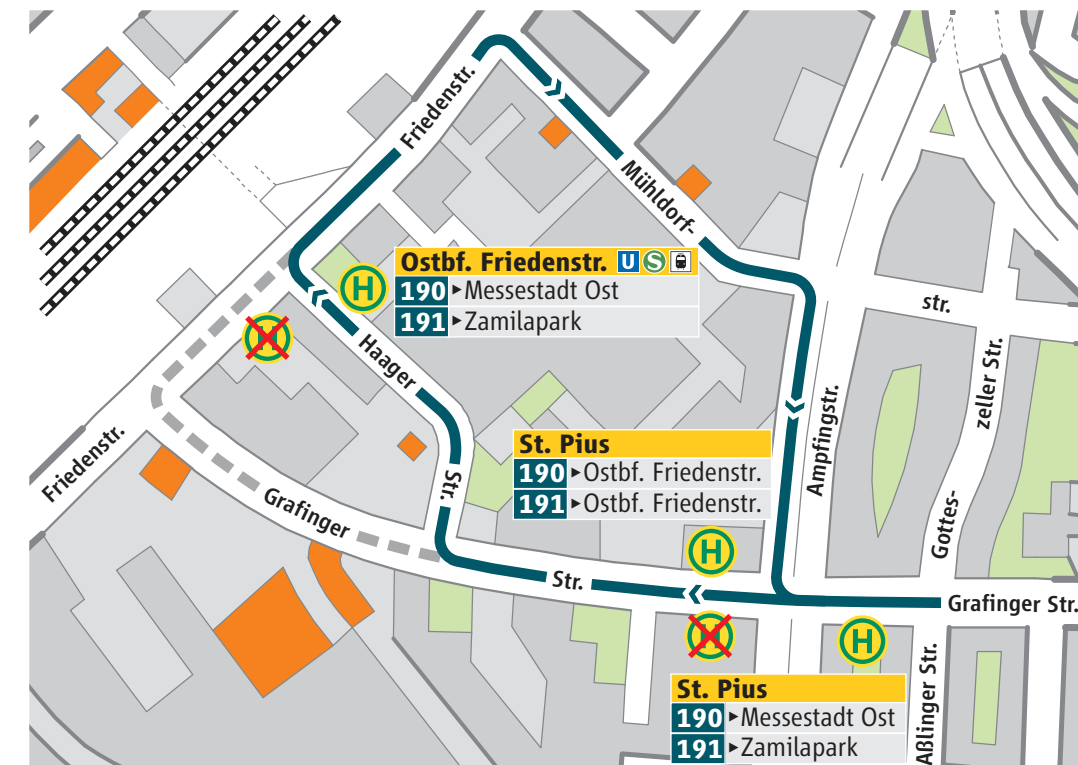 Friedenstr.
Mühldorf-
str.
Ostbf. Friedenstr. U S
190 ▸Messestadt Ost
191 ▸Zamilapark
H
H
Haager
Str.
Friedenstr.
Grafinger
Str.
St. Pius
190 ▸Ostbf. Friedenstr.
191 ▸Ostbf. Friedenstr.
H
Ampfingstr.
Gottes-
zeller Str.
Grafinger Str.
H
H
Aßlinger Str.
St. Pius
190 ▸Messestadt Ost
191 ▸Zamilapark